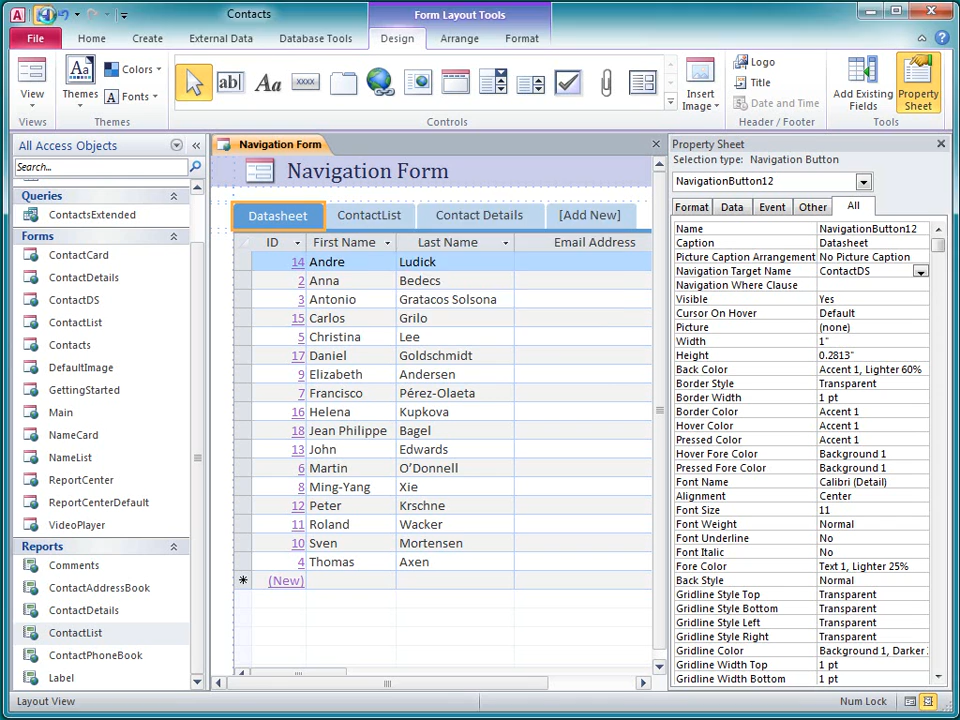 Contacts
Form Layout Tools
File Home Create External Data Database Tools Design Arrange Format
View
Views
Aa
Themes
Colors
Fonts
Themes
ab
Aa
xxxx
Controls
Insert
Image
Logo
Title
Date and Time
Header / Footer
Add Existing
Fields
Property
Sheet
Tools
All Access Objects
Search...
Queries
ContactsExtended
Forms
ContactCard
ContactDetails
ContactDS
ContactList
Contacts
DefaultImage
GettingStarted
Main
NameCard
NameList
ReportCenter
ReportCenterDefault
VideoPlayer
Reports
Comments
ContactAddressBook
ContactDetails
ContactList
ContactPhoneBook
Label
Navigation Form
Navigation Form
Datasheet ContactList Contact Details [Add New]
ID First Name Last Name Email Address
14 Andre Ludick
2 Anna Bedecs
3 Antonio Gratacos Solsona
15 Carlos Grilo
5 Christina Lee
17 Daniel Goldschmidt
9 Elizabeth Andersen
7 Francisco Pérez-Olaeta
16 Helena Kupkova
18 Jean Philippe Bagel
13 John Edwards
6 Martin O’Donnell
8 Ming-Yang Xie
12 Peter Krschne
11 Roland Wacker
10 Sven Mortensen
4 Thomas Axen
(New)
Property Sheet
Selection type: Navigation Button
NavigationButton12
Format Data Event Other All
Name NavigationButton12
Caption Datasheet
Picture Caption Arrangement No Picture Caption
Navigation Target Name ContactDS
Navigation Where Clause
Visible Yes
Cursor On Hover Default
Picture (none)
Width 1"
Height 0.2813"
Back Color Accent 1, Lighter 60%
Border Style Transparent
Border Width 1 pt
Border Color Accent 1
Hover Color Accent 1
Pressed Color Accent 1
Hover Fore Color Background 1
Pressed Fore Color Background 1
Font Name Calibri (Detail)
Alignment Center
Font Size 11
Font Weight Normal
Font Underline No
Font Italic No
Fore Color Text 1, Lighter 25%
Back Style Normal
Gridline Style Top Transparent
Gridline Style Bottom Transparent
Gridline Style Left Transparent
Gridline Style Right Transparent
Gridline Color Background 1, Darker
Gridline Width Top 1 pt
Gridline Width Bottom 1 pt
Layout View
Num Lock